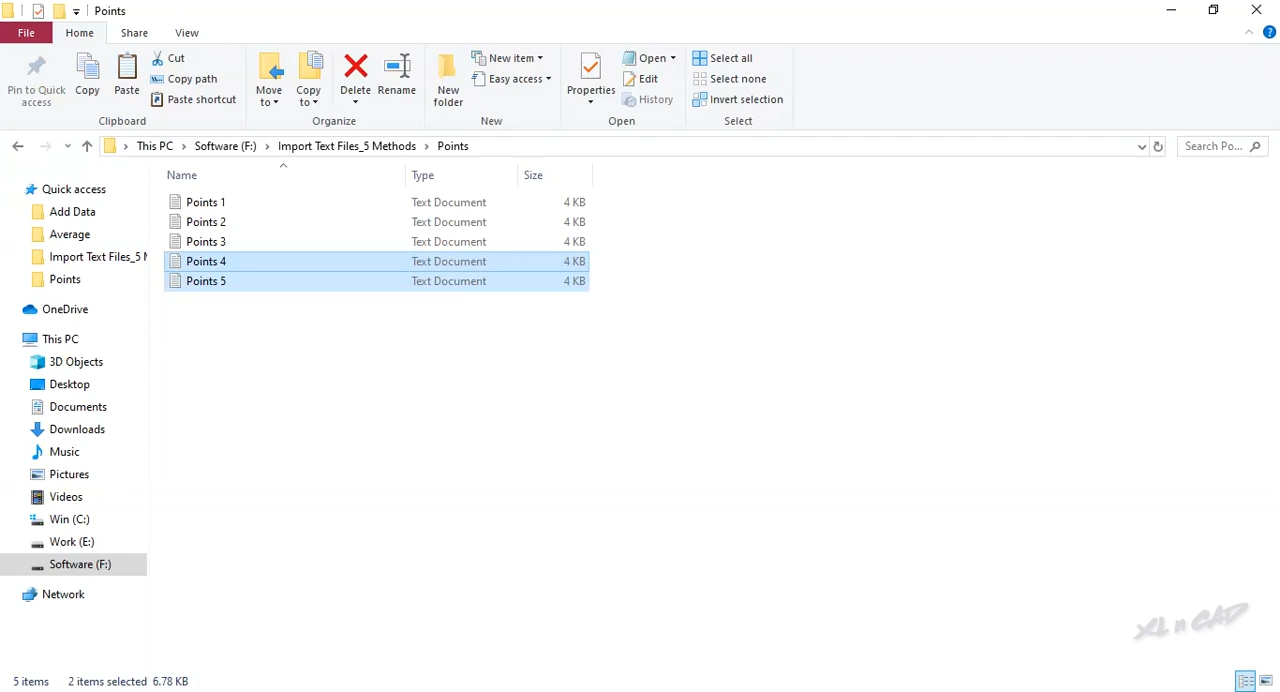 Points
File Home Share View
Pin to Quick access
Copy
Paste
Cut
Copy path
Paste shortcut
Clipboard
Move to
Copy to
Delete
Rename
Organize
New folder
New item
Easy access
New
Properties
Open
Edit
History
Open
Select all
Select none
Invert selection
Select
This PC › Software (F:) › Import Text Files_5 Methods › Points
Search Po...
Name Type Size
Points 1 Text Document 4 KB
Points 2 Text Document 4 KB
Points 3 Text Document 4 KB
Points 4 Text Document 4 KB
Points 5 Text Document 4 KB
Quick access
Add Data
Average
Import Text Files_5 M
Points
OneDrive
This PC
3D Objects
Desktop
Documents
Downloads
Music
Pictures
Videos
Win (C:)
Work (E:)
Software (F:)
Network
XL n CAD
5 items 2 items selected 6.78 KB